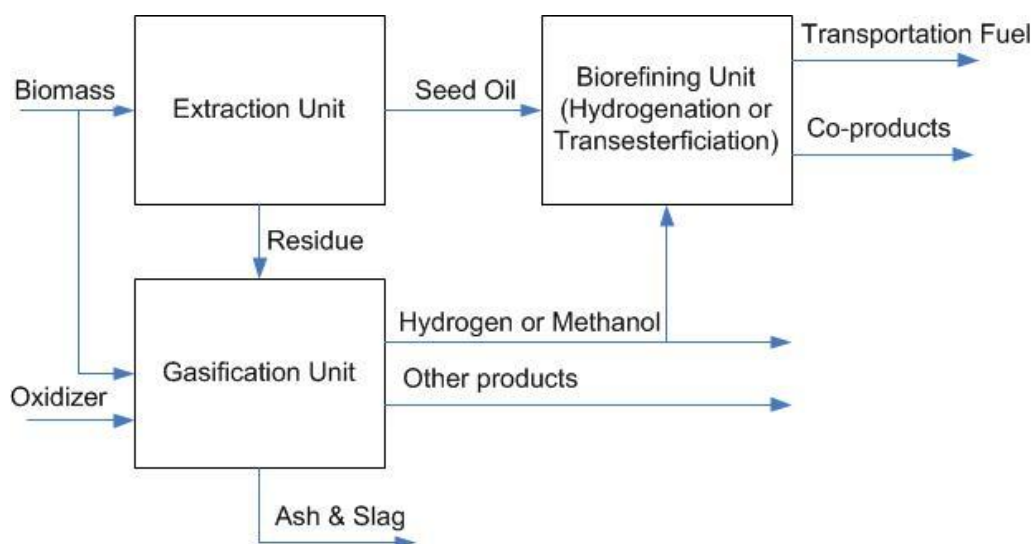 Transportation Fuel
Biomass
Extraction Unit
Seed Oil
Biorefining Unit
(Hydrogenation or
Transesterficiation)
Co-products
Residue
Hydrogen or Methanol
Gasification Unit
Other products
Oxidizer
Ash & Slag